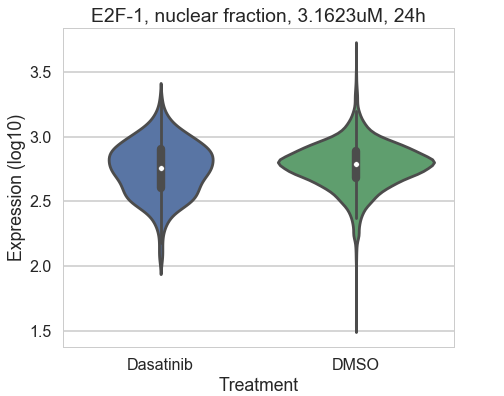 E2F-1, nuclear fraction, 3.1623uM, 24h
Expression (log10)
3.5
3.0
2.5
2.0
1.5
Dasatinib
DMSO
Treatment